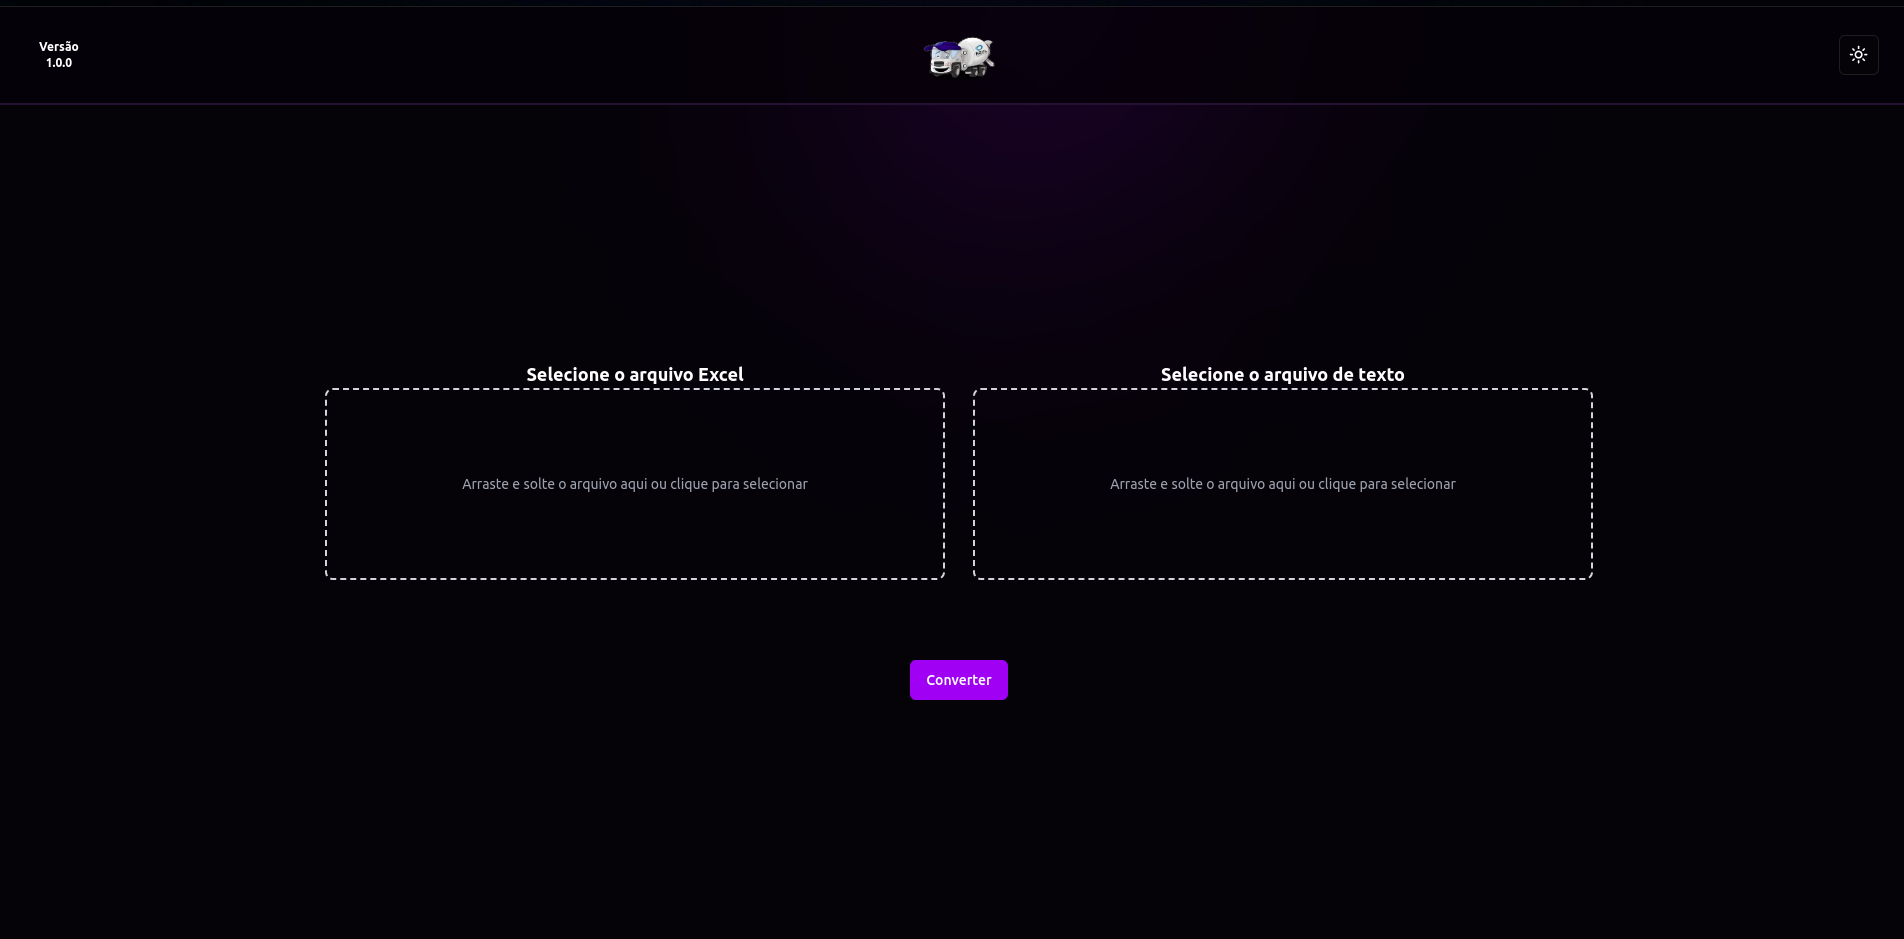 Versão
1.0.0
Selecione o arquivo Excel
Selecione o arquivo de texto
Arraste e solte o arquivo aqui ou clique para selecionar
Arraste e solte o arquivo aqui ou clique para selecionar
Converter